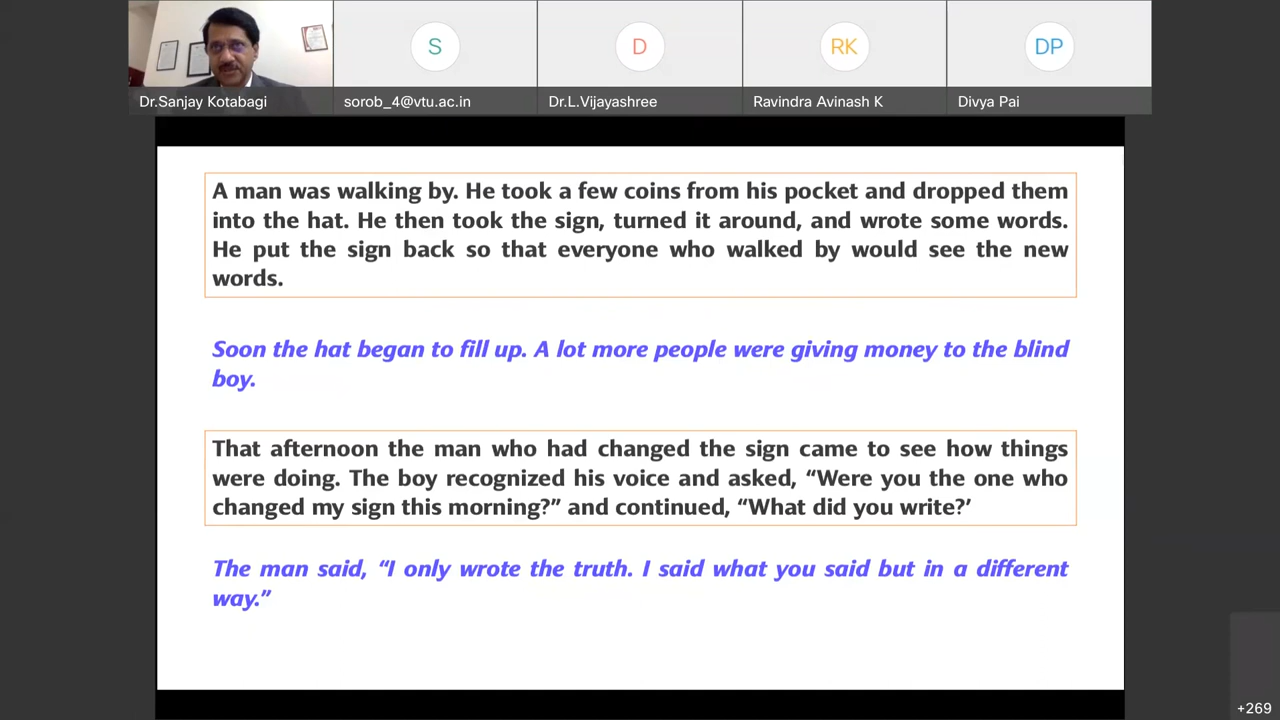 S
D
RK
DP
Dr.Sanjay Kotabagi
sorob_4@vtu.ac.in
Dr.L.Vijayashree
Ravindra Avinash K
Divya Pai
A man was walking by. He took a few coins from his pocket and dropped them
into the hat. He then took the sign, turned it around, and wrote some words.
He put the sign back so that everyone who walked by would see the new
words.
Soon the hat began to fill up. A lot more people were giving money to the blind
boy.
That afternoon the man who had changed the sign came to see how things
were doing. The boy recognized his voice and asked, “Were you the one who
changed my sign this morning?” and continued, “What did you write?’
The man said, “I only wrote the truth. I said what you said but in a different
way.”
+269